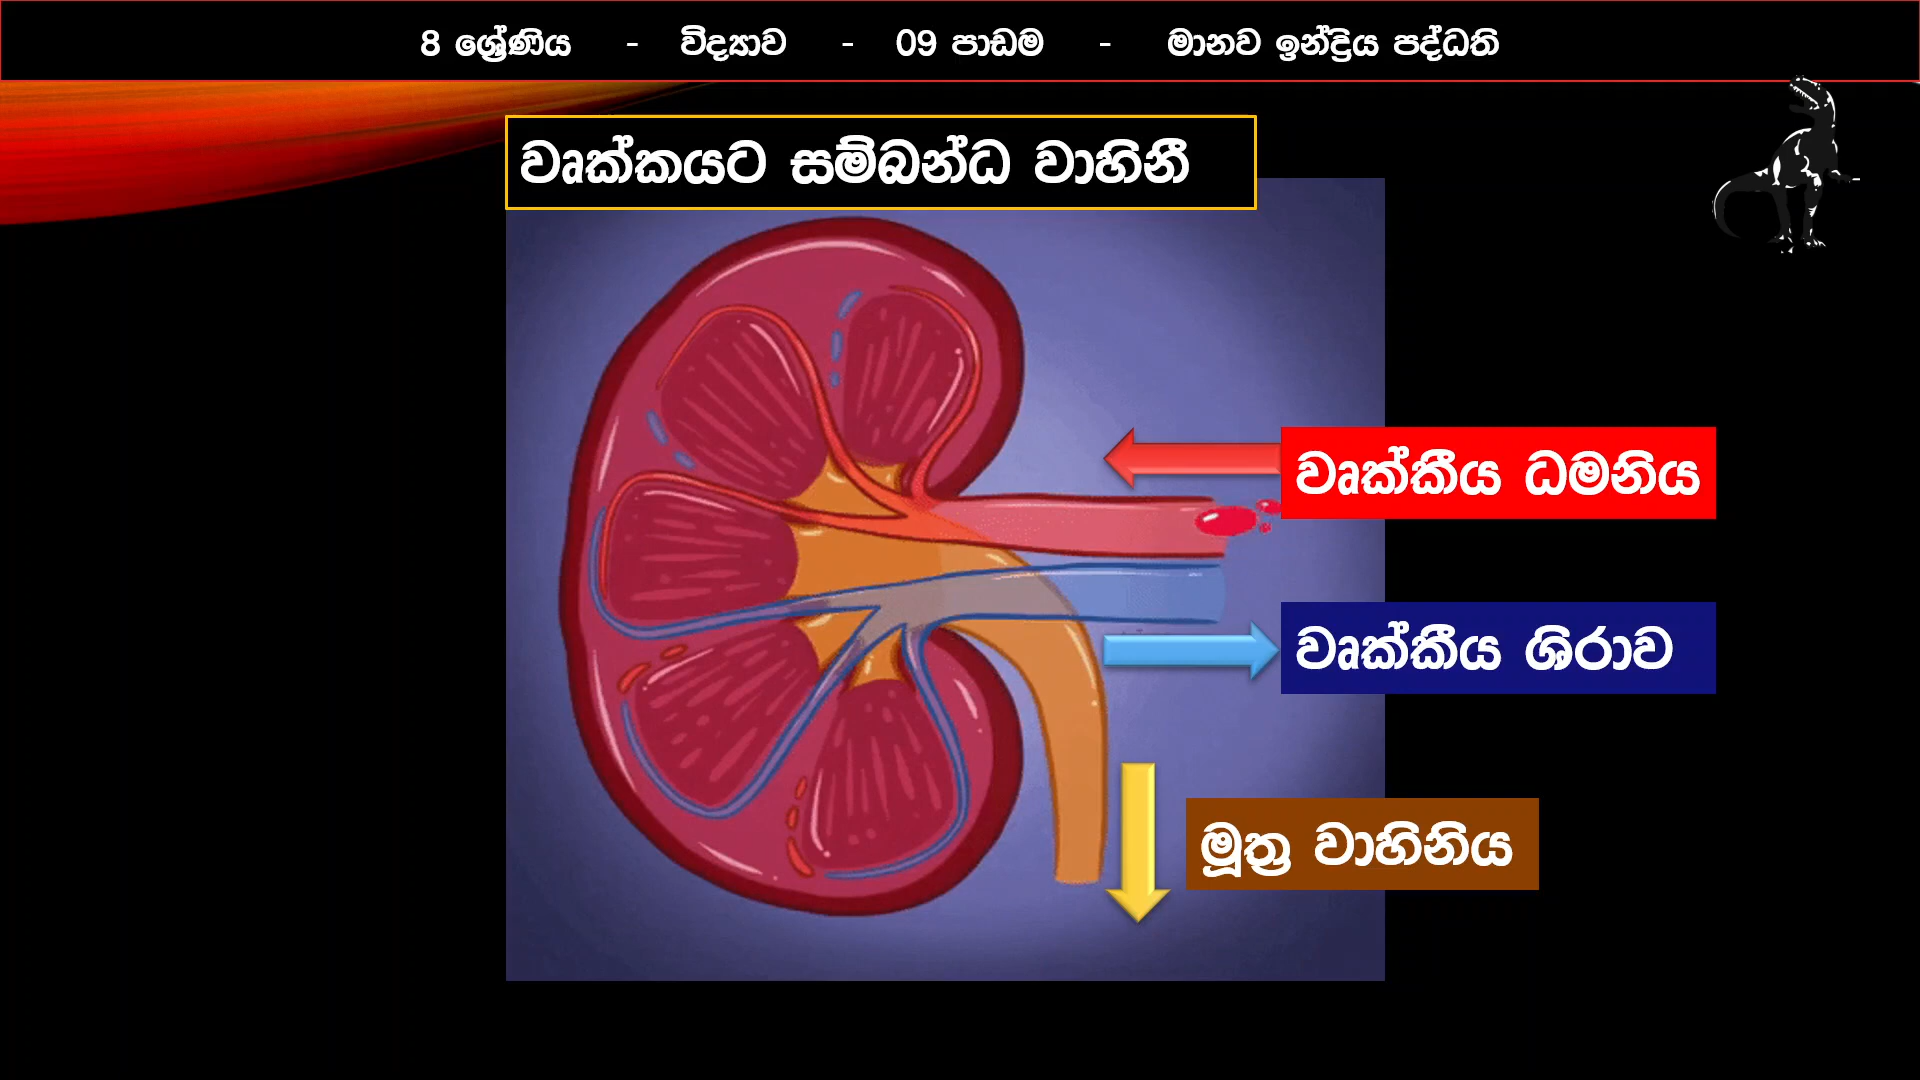 8 ශ්‍රේණිය - විද්‍යාව - 09 පාඩම - මානව ඉන්ද්‍රිය පද්ධති
වෘක්කයට සම්බන්ධ වාහිනී
වෘක්කීය ධමනිය
වෘක්කීය ශිරාව
මූත්‍ර වාහිනිය